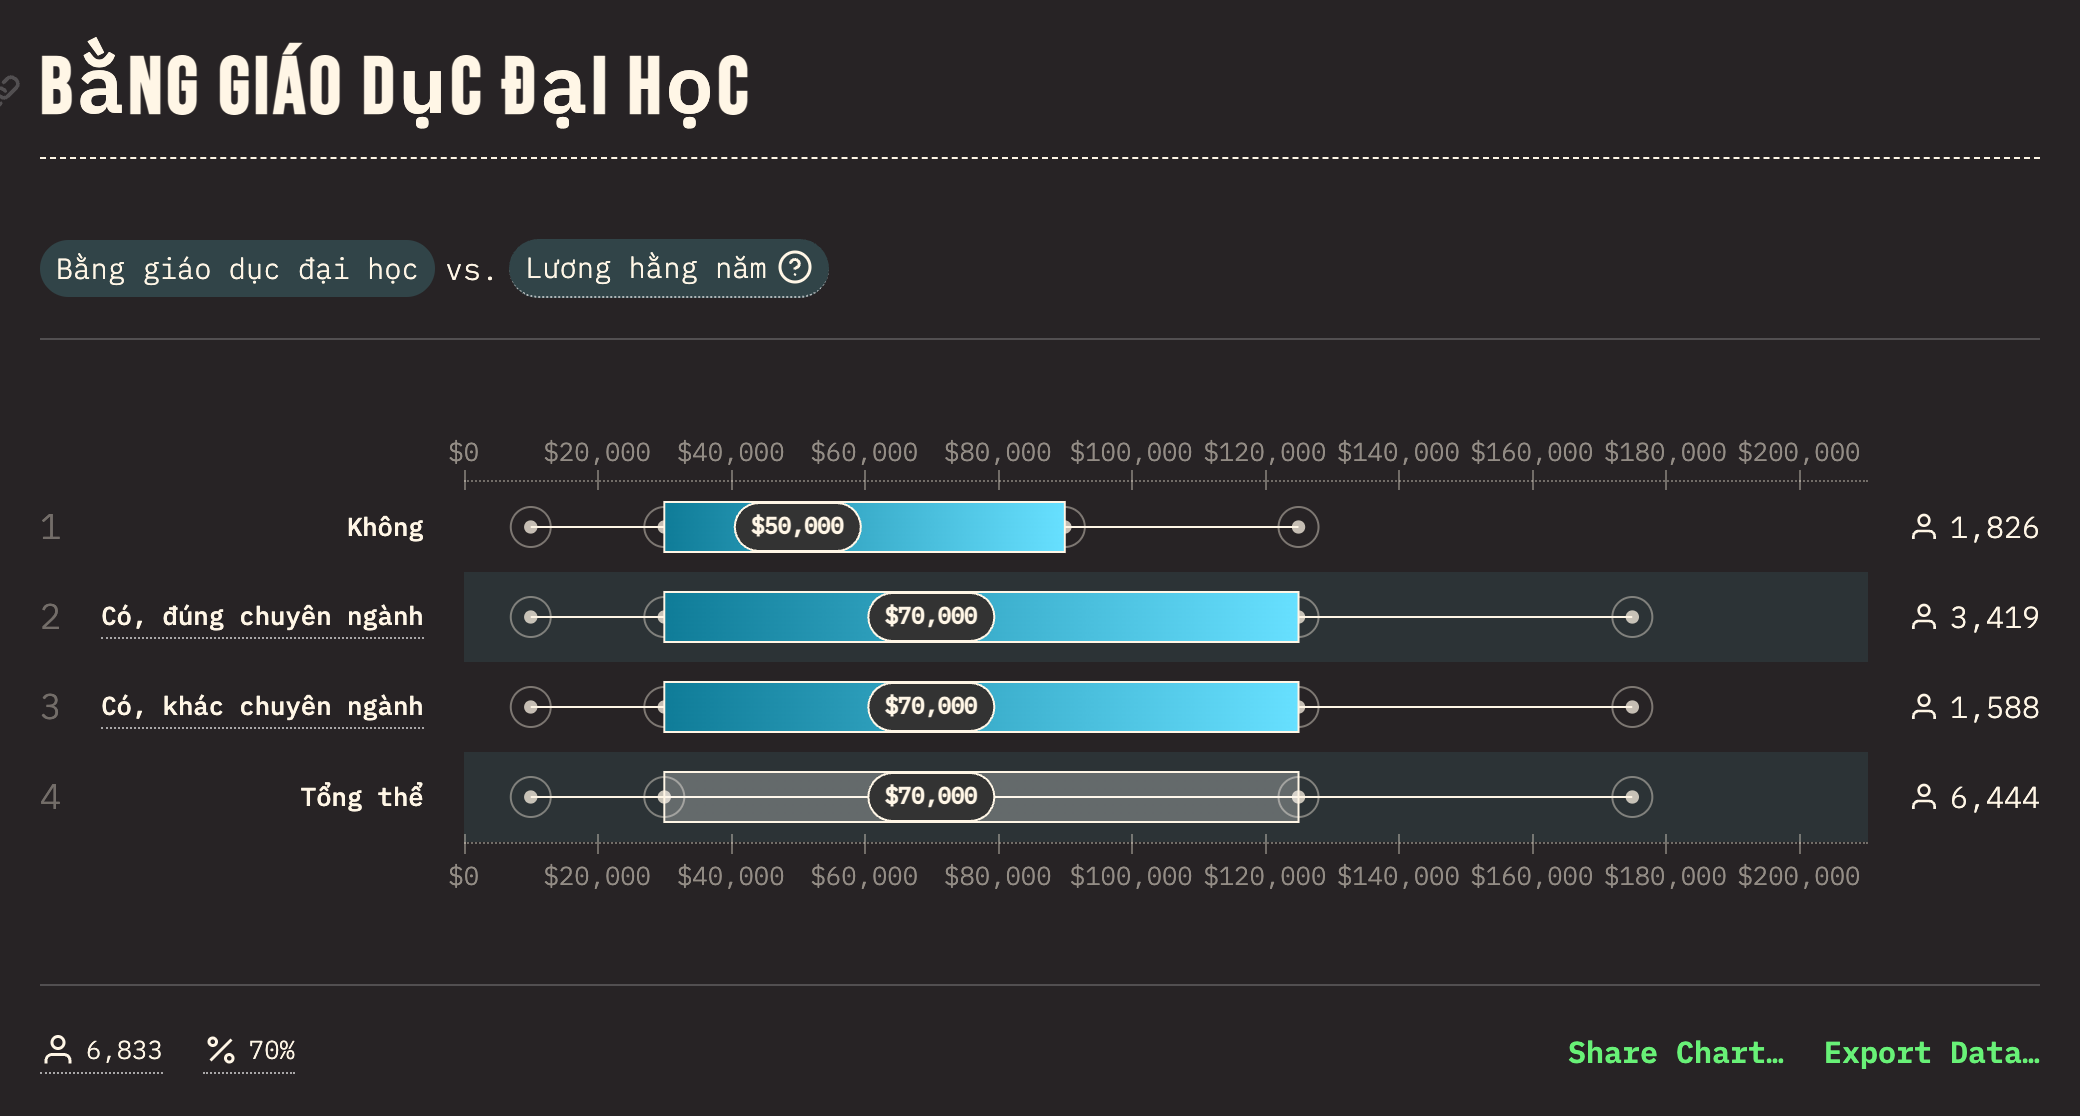 BằNG GIÁO DụC ĐạI HọC
Bằng giáo dục đại học vs. Lương hằng năm
$0 $20,000 $40,000 $60,000 $80,000 $100,000 $120,000 $140,000 $160,000 $180,000 $200,000
1 Không $50,000 1,826
2 Có, đúng chuyên ngành $70,000 3,419
3 Có, khác chuyên ngành $70,000 1,588
4 Tổng thể $70,000 6,444
$0 $20,000 $40,000 $60,000 $80,000 $100,000 $120,000 $140,000 $160,000 $180,000 $200,000
6,833 70% Share Chart… Export Data…